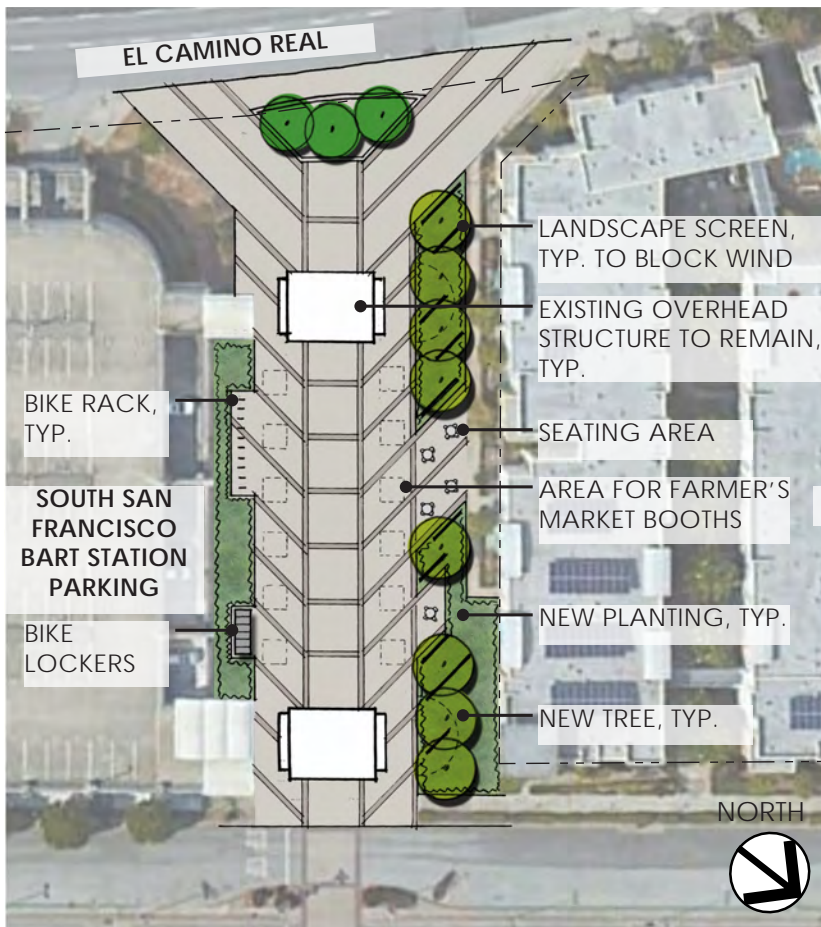 EL CAMINO REAL
LANDSCAPE SCREEN,
TYP. TO BLOCK WIND
EXISTING OVERHEAD
STRUCTURE TO REMAIN,
TYP.
BIKE RACK,
TYP.
SEATING AREA
AREA FOR FARMER'S
MARKET BOOTHS
SOUTH SAN
FRANCISCO
BART STATION
PARKING
NEW PLANTING, TYP.
BIKE
LOCKERS
NEW TREE, TYP.
NORTH